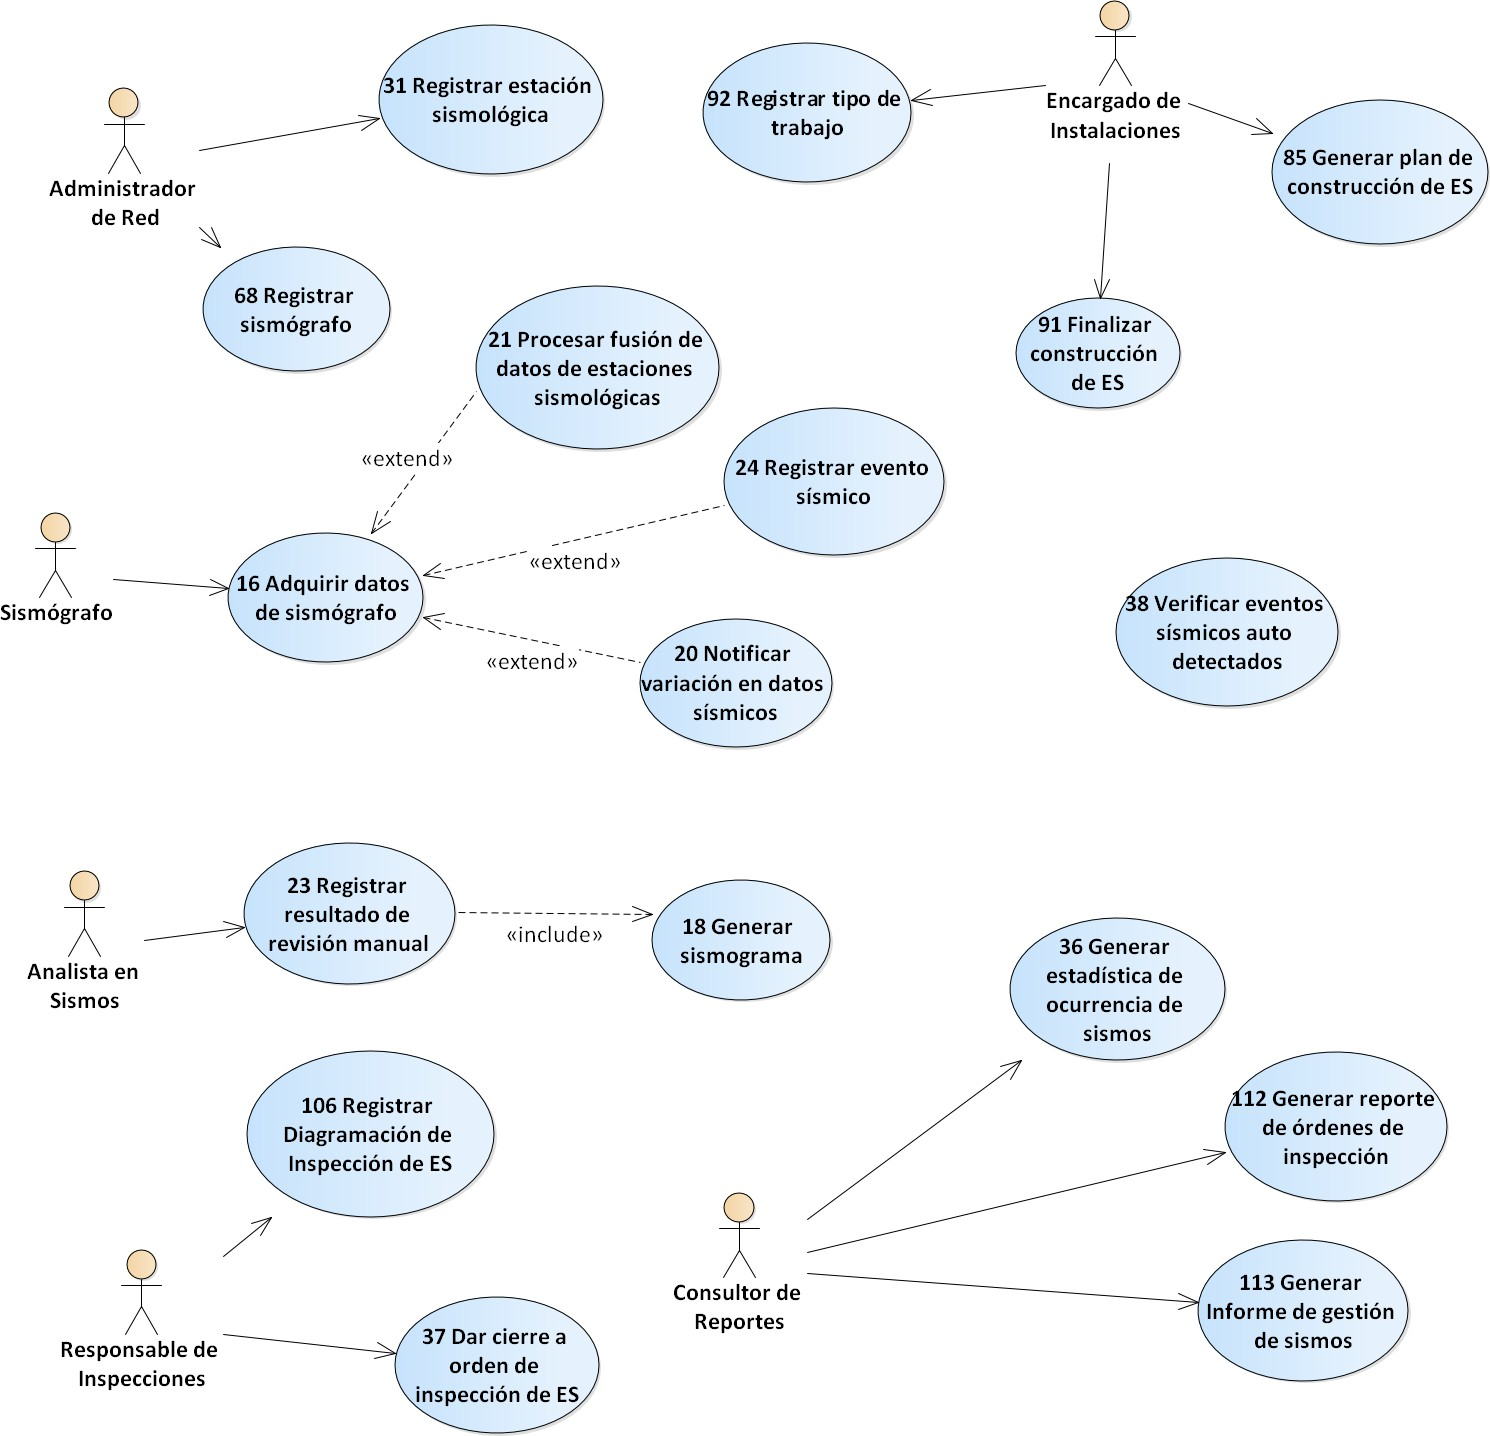 31 Registrar estación
sismológica
Administrador
de Red
68 Registrar
sismógrafo
92 Registrar tipo de
trabajo
Encargado de
Instalaciones
85 Generar plan de
construcción de ES
91 Finalizar
construcción
de ES
21 Procesar fusión de
datos de estaciones
sismológicas
«extend»
24 Registrar evento
sísmico
«extend»
Sismógrafo
16 Adquirir datos
de sismógrafo
«extend»
20 Notificar
variación en datos
sísmicos
38 Verificar eventos
sísmicos auto
detectados
Analista en
Sismos
23 Registrar
resultado de
revisión manual
«include»
18 Generar
sismograma
36 Generar
estadística de
ocurrencia de
sismos
106 Registrar
Diagramación de
Inspección de ES
112 Generar reporte
de órdenes de
inspección
Responsable de
Inspecciones
37 Dar cierre a
orden de
inspección de ES
Consultor de
Reportes
113 Generar
Informe de gestión
de sismos